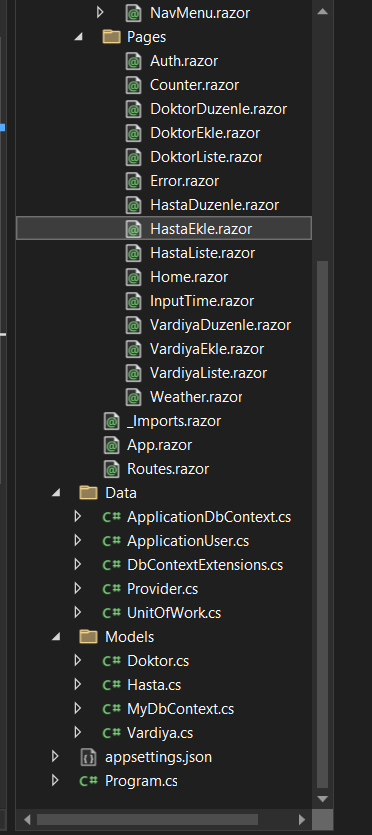 NavMenu.razor
Pages
Auth.razor
Counter.razor
DoktorDuzenle.razor
DoktorEkle.razor
DoktorListe.razor
Error.razor
HastaDuzenle.razor
HastaEkle.razor
HastaListe.razor
Home.razor
InputTime.razor
VardiyaDuzenle.razor
VardiyaEkle.razor
VardiyaListe.razor
Weather.razor
_Imports.razor
App.razor
Routes.razor
Data
C# ApplicationDbContext.cs
C# ApplicationUser.cs
C# DbContextExtensions.cs
C# Provider.cs
C# UnitOfWork.cs
Models
C# Doktor.cs
C# Hasta.cs
C# MyDbContext.cs
C# Vardiya.cs
appsettings.json
C# Program.cs